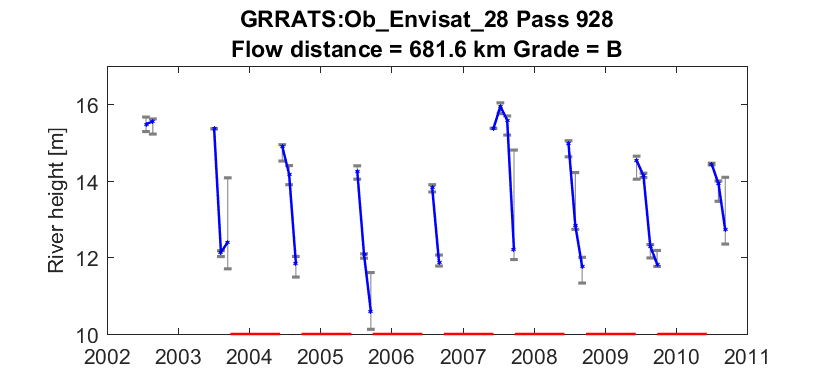 GRRATS:Ob_Envisat_28 Pass 928
Flow distance = 681.6 km Grade = B
River height [m]
16
14
12
10
2002 2003 2004 2005 2006 2007 2008 2009 2010 2011